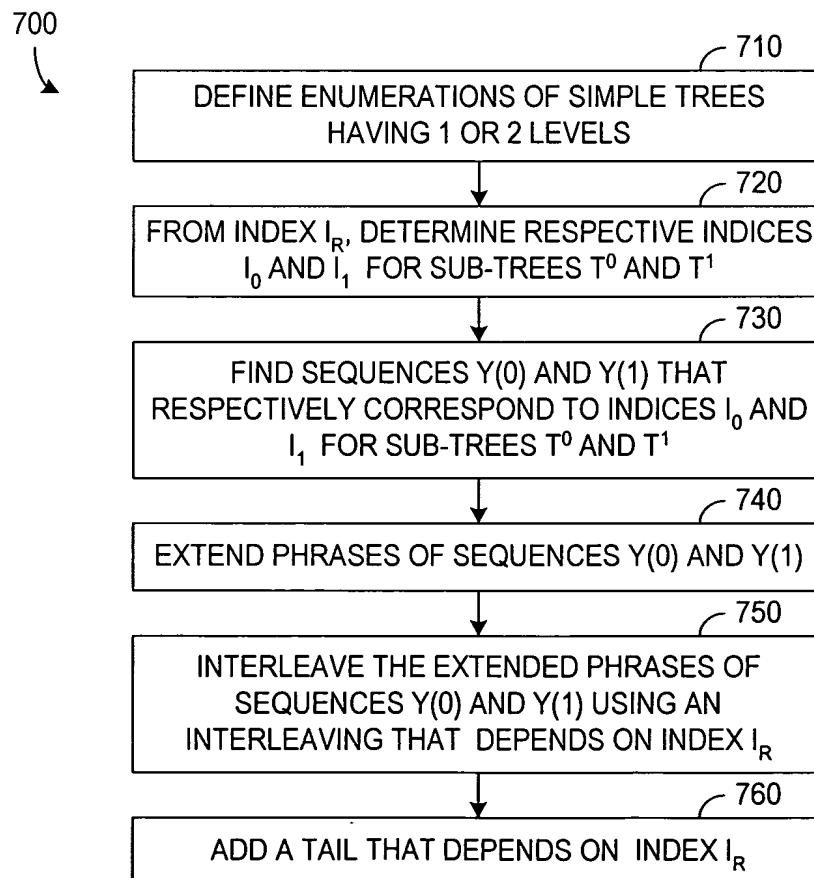 700
710
DEFINE ENUMERATIONS OF SIMPLE TREES
HAVING 1 OR 2 LEVELS
720
FROM INDEX I_R, DETERMINE RESPECTIVE INDICES
I_0 AND I_1 FOR SUB-TREES T^0 AND T^1
730
FIND SEQUENCES Y(0) AND Y(1) THAT
RESPECTIVELY CORRESPOND TO INDICES I_0 AND
I_1 FOR SUB-TREES T^0 AND T^1
740
EXTEND PHRASES OF SEQUENCES Y(0) AND Y(1)
750
INTERLEAVE THE EXTENDED PHRASES OF
SEQUENCES Y(0) AND Y(1) USING AN
INTERLEAVING THAT DEPENDS ON INDEX I_R
760
ADD A TAIL THAT DEPENDS ON INDEX I_R